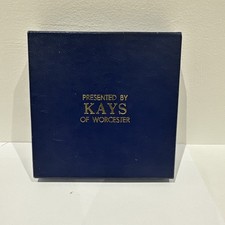 PRESENTED BY
KAYS
OF WORCESTER